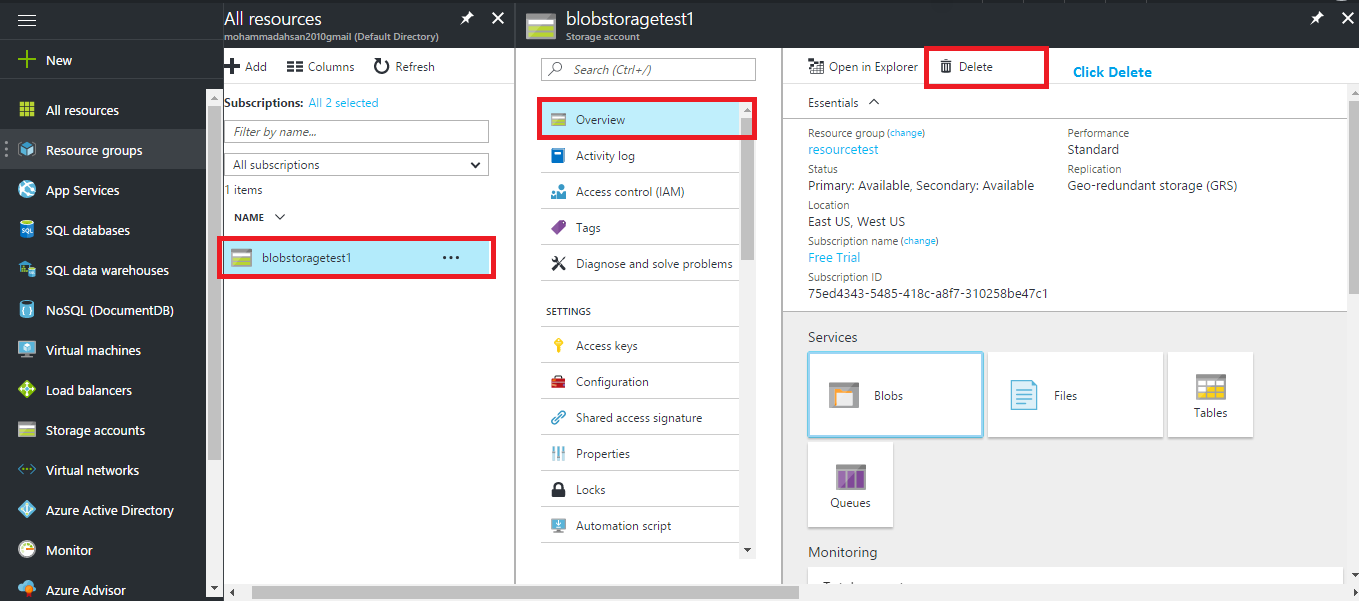 New
All resources
Resource groups
App Services
SQL databases
SQL data warehouses
NoSQL (DocumentDB)
Virtual machines
Load balancers
Storage accounts
Virtual networks
Azure Active Directory
Monitor
Azure Advisor
All resources
mohammadahsan2010gmail (Default Directory)
Add Columns Refresh
Subscriptions: All 2 selected
Filter by name...
All subscriptions
1 items
NAME
blobstoragetest1 ...
blobstoragetest1
Storage account
Search (Ctrl+/)
Overview
Activity log
Access control (IAM)
Tags
Diagnose and solve problems
SETTINGS
Access keys
Configuration
Shared access signature
Properties
Locks
Automation script
Open in Explorer Delete Click Delete
Essentials
Resource group (change)
resourcetest
Status
Primary: Available, Secondary: Available
Location
East US, West US
Subscription name (change)
Free Trial
Subscription ID
75ed4343-5485-418c-a8f7-310258be47c1
Performance
Standard
Replication
Geo-redundant storage (GRS)
Services
SQL
Blobs
Files
Tables
Queues
Monitoring